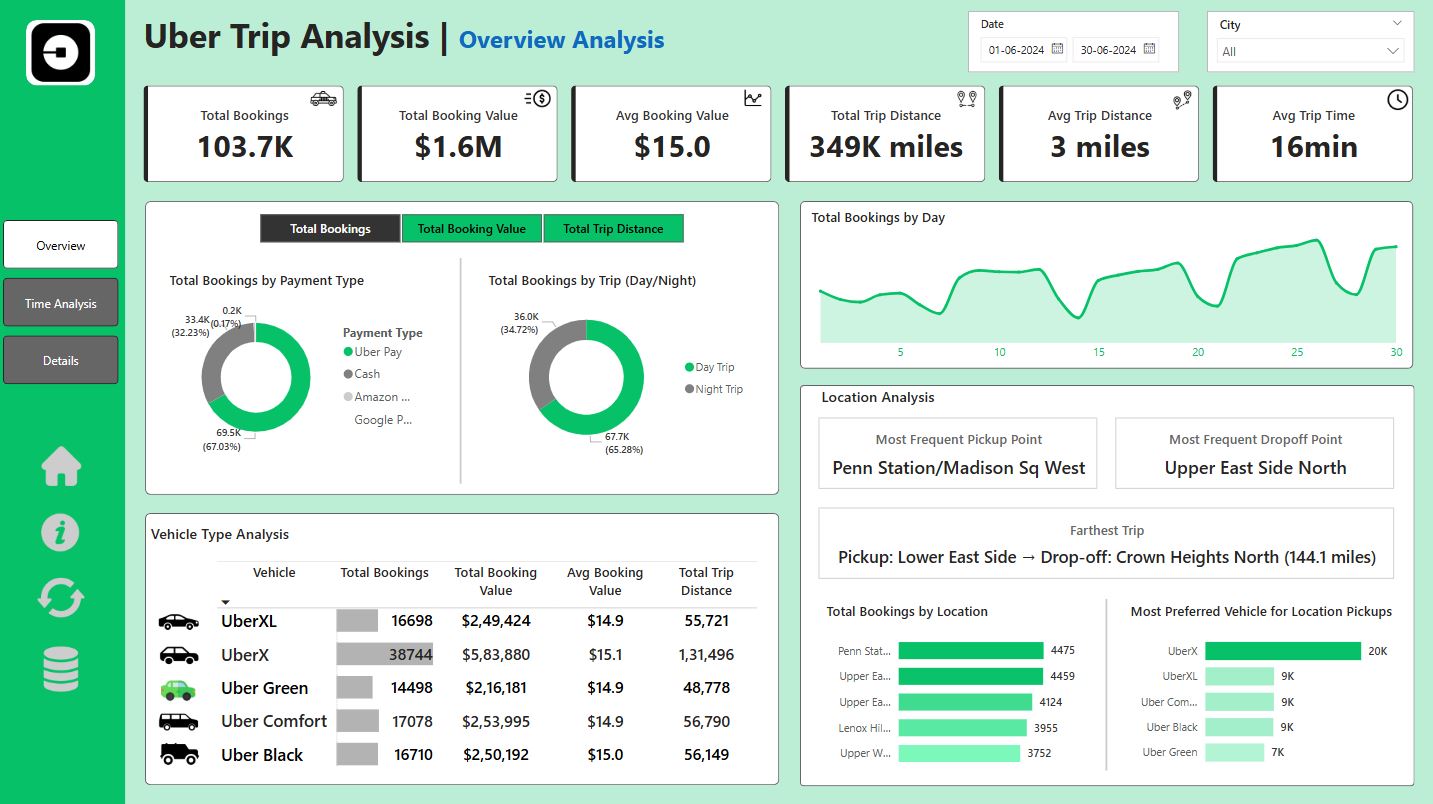 Uber Trip Analysis | Overview Analysis
Date
01-06-2024 30-06-2024
City
All
Overview
Time Analysis
Details
Total Bookings
103.7K
Total Booking Value
$1.6M
Avg Booking Value
$15.0
Total Trip Distance
349K miles
Avg Trip Distance
3 miles
Avg Trip Time
16min
Total Bookings Total Booking Value Total Trip Distance
Total Bookings by Payment Type
0.2K
(0.17%)
33.4K
(32.23%)
69.5K
(67.03%)
Payment Type
Uber Pay
Cash
Amazon ...
Google P...
Total Bookings by Trip (Day/Night)
36.0K
(34.72%)
67.7K
(65.28%)
Day Trip
Night Trip
Total Bookings by Day
5 10 15 20 25 30
Vehicle Type Analysis
Vehicle Total Bookings Total Booking Value Avg Booking Value Total Trip Distance
UberXL 16698 $2,49,424 $14.9 55,721
UberX 38744 $5,83,880 $15.1 1,31,496
Uber Green 14498 $2,16,181 $14.9 48,778
Uber Comfort 17078 $2,53,995 $14.9 56,790
Uber Black 16710 $2,50,192 $15.0 56,149
Location Analysis
Most Frequent Pickup Point
Penn Station/Madison Sq West
Most Frequent Dropoff Point
Upper East Side North
Farthest Trip
Pickup: Lower East Side → Drop-off: Crown Heights North (144.1 miles)
Total Bookings by Location
Penn Stat... 4475
Upper Ea... 4459
Upper Ea... 4124
Lenox Hil... 3955
Upper W... 3752
Most Preferred Vehicle for Location Pickups
UberX 20K
UberXL 9K
Uber Com... 9K
Uber Black 9K
Uber Green 7K